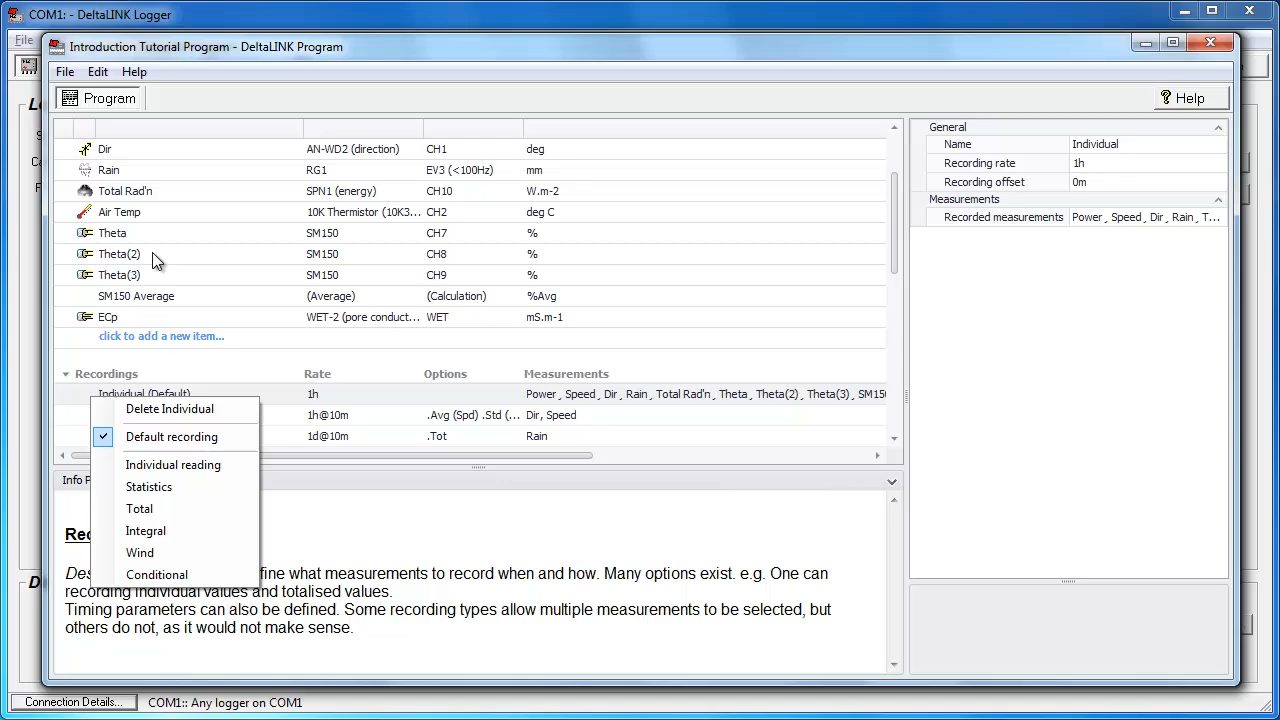 COM1: - DeltaLINK Logger
File
Introduction Tutorial Program - DeltaLINK Program
File Edit Help
Program
Help
Dir AN-WD2 (direction) CH1 deg
Rain RG1 EV3 (<100Hz) mm
Total Rad'n SPN1 (energy) CH10 W.m-2
Air Temp 10K Thermistor (10K3... CH2 deg C
Theta SM150 CH7 %
Theta(2) SM150 CH8 %
Theta(3) SM150 CH9 %
SM150 Average (Average) (Calculation) %Avg
ECp WET-2 (pore conduct... WET mS.m-1
click to add a new item...
Recordings Rate Options Measurements
Individual (Default) 1h Power , Speed , Dir , Rain , Total Rad'n , Theta , Theta(2) , Theta(3) , SM150
1h@10m .Avg (Spd) .Std (... Dir, Speed
1d@10m .Tot Rain
Delete Individual
Default recording
Individual reading
Statistics
Total
Integral
Wind
Conditional
General
Name Individual
Recording rate 1h
Recording offset 0m
Measurements
Recorded measurements Power , Speed , Dir , Rain , T...
Info P
Rec
fine what measurements to record when and how. Many options exist, e.g. One can
recording individual values and totalised values.
Timing parameters can also be defined. Some recording types allow multiple measurements to be selected, but
others do not, as it would not make sense.
Connection Details... COM1:: Any logger on COM1